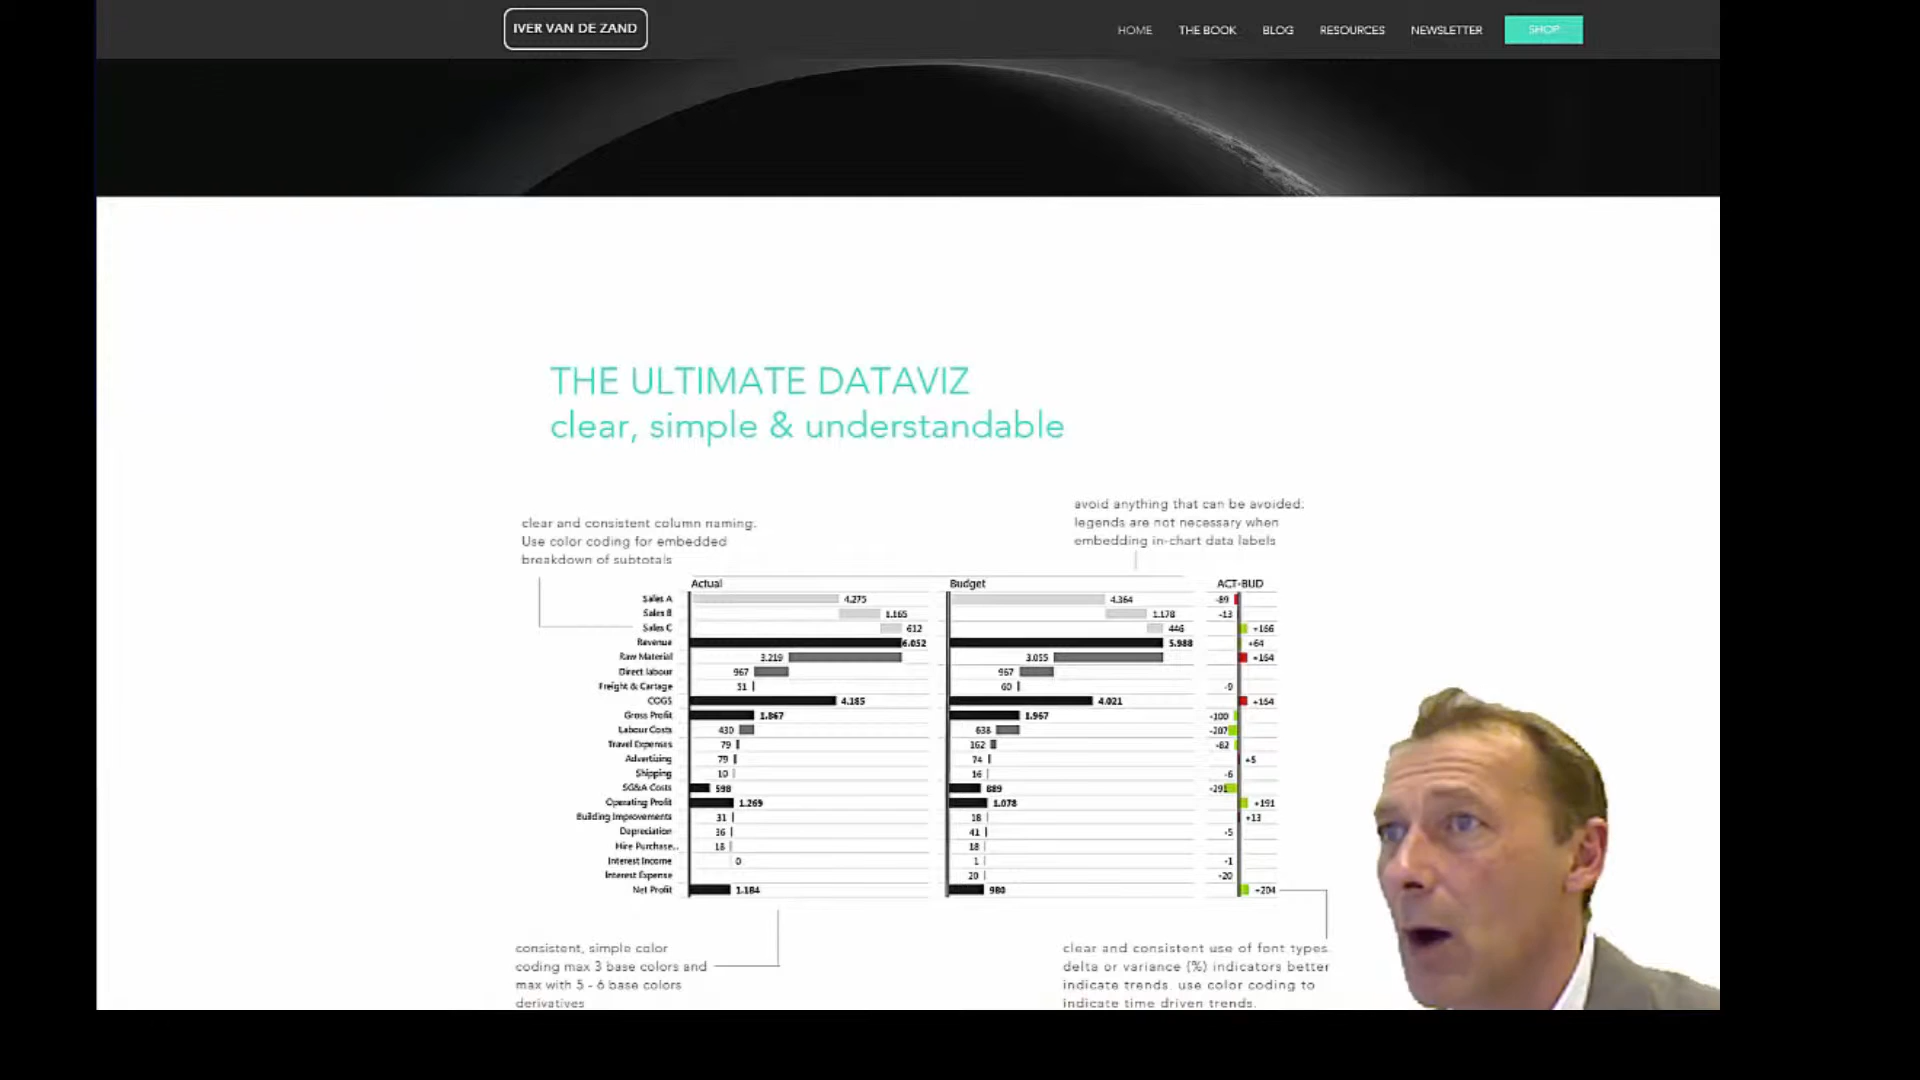 IVER VAN DE ZAND
HOME THE BOOK BLOG RESOURCES NEWSLETTER SHOP
THE ULTIMATE DATAVIZ
clear, simple & understandable
clear and consistent column naming.
Use color coding for embedded
breakdown of subtotals
avoid anything that can be avoided;
legends are not necessary when
embedding in-chart data labels
Actual Budget ACT-BUD
Sales A 4.275 4.364 -89
Sales B 1.165 1.178 -13
Sales C 612 446 +166
Revenue 6.052 5.988 +64
Raw Material 3.219 3.055 +164
Direct labour 967 967
Freight & Cartage 51 60 -9
COGS 4.185 4.021 +164
Gross Profit 1.867 1.967 -100
Labour Costs 430 638 -207
Travel Expenses 79 162 -82
Advertizing 79 74 +5
Shipping 10 16 -6
SG&A Costs 598 889 -291
Operating Profit 1.269 1.078 +191
Building Improvements 31 18 +13
Depreciation 36 41 -5
Hire Purchase.. 18 18
Interest Income 0 1 -1
Interest Expense 20 -20
Net Profit 1.184 980 +204
consistent, simple color
coding max 3 base colors and
max with 5 - 6 base colors
derivatives
clear and consistent use of font types.
delta or variance (%) indicators better
indicate trends. use color coding to
indicate time driven trends.